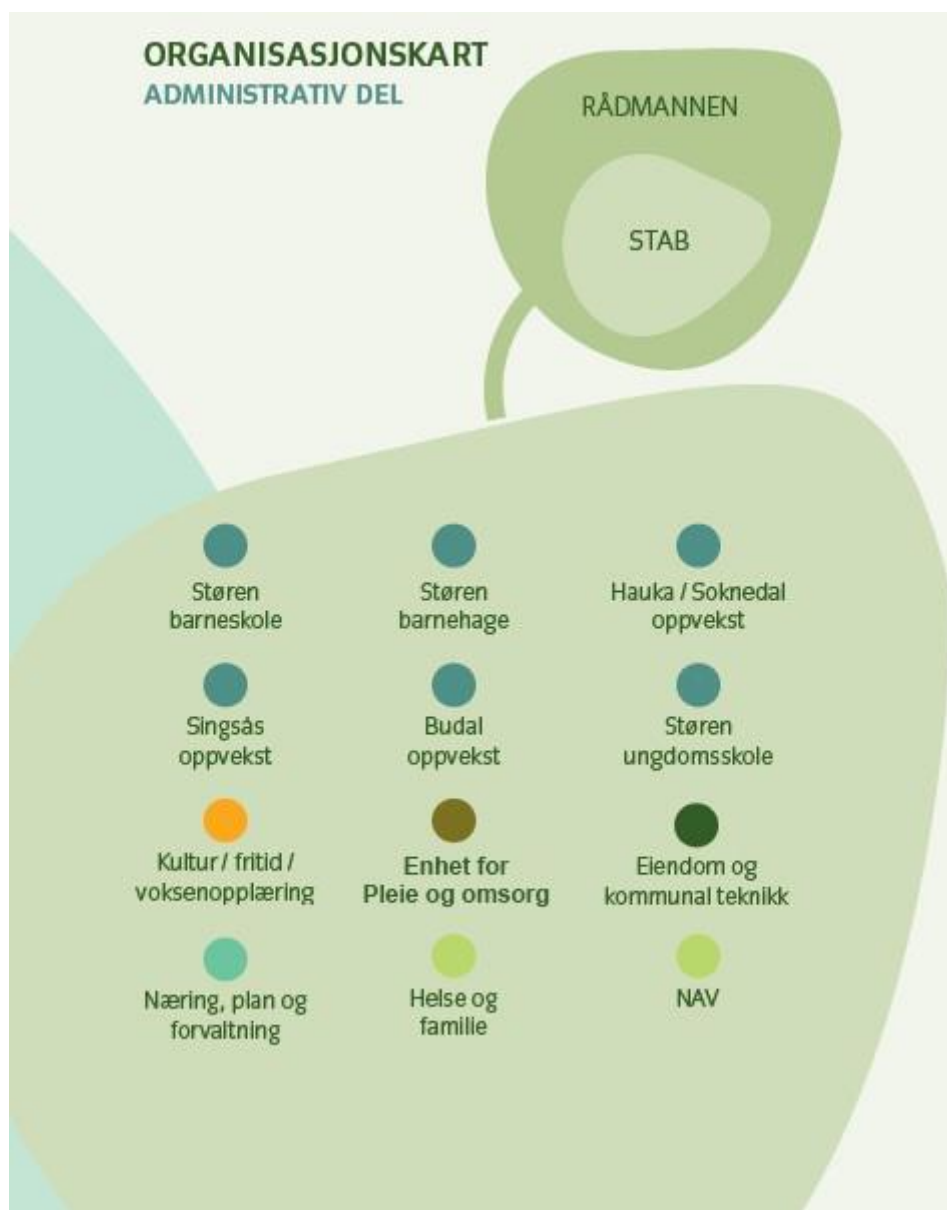 ORGANISASJONSKART
ADMINISTRATIV DEL
RÅDMANNEN
STAB
Støren
barneskole
Støren
barnehage
Hauka / Soknedal
oppvekst
Singsås
oppvekst
Budal
oppvekst
Støren
ungdomsskole
Kultur / fritid /
voksenopplæring
Enhet for
Pleie og omsorg
Eiendom og
kommunal teknikk
Næring, plan og
forvaltning
Helse og
familie
NAV